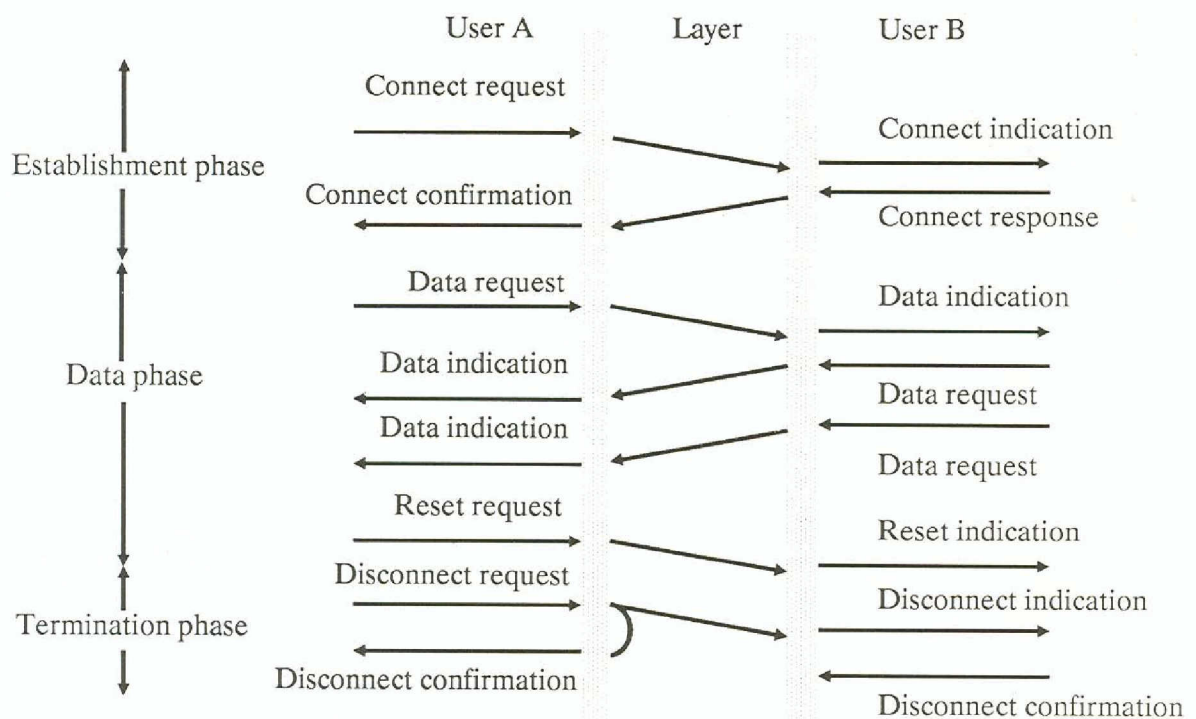 User A Layer User B
Connect request
Connect indication
Establishment phase
Connect confirmation
Connect response
Data request
Data indication
Data phase
Data indication
Data request
Data indication
Data request
Reset request
Reset indication
Disconnect request
Disconnect indication
Termination phase
Disconnect confirmation
Disconnect confirmation